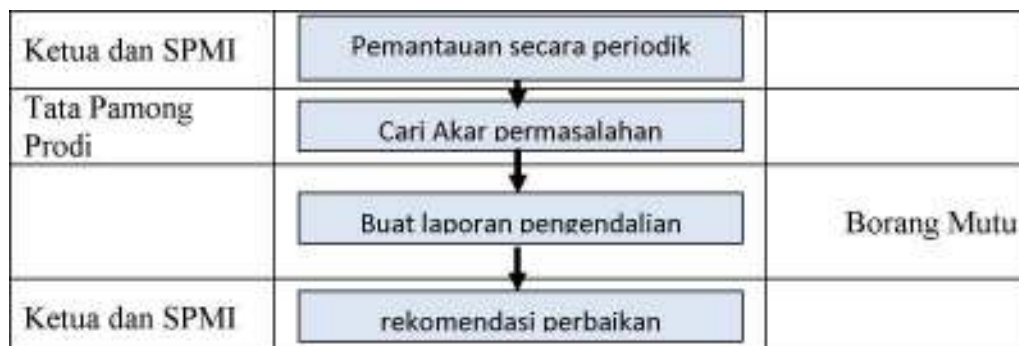 Ketua dan SPMI
Pemantauan secara periodik
Tata Pamong
Prodi
Cari Akar permasalahan
Buat laporan pengendalian
Borang Mutu
Ketua dan SPMI
rekomendasi perbaikan